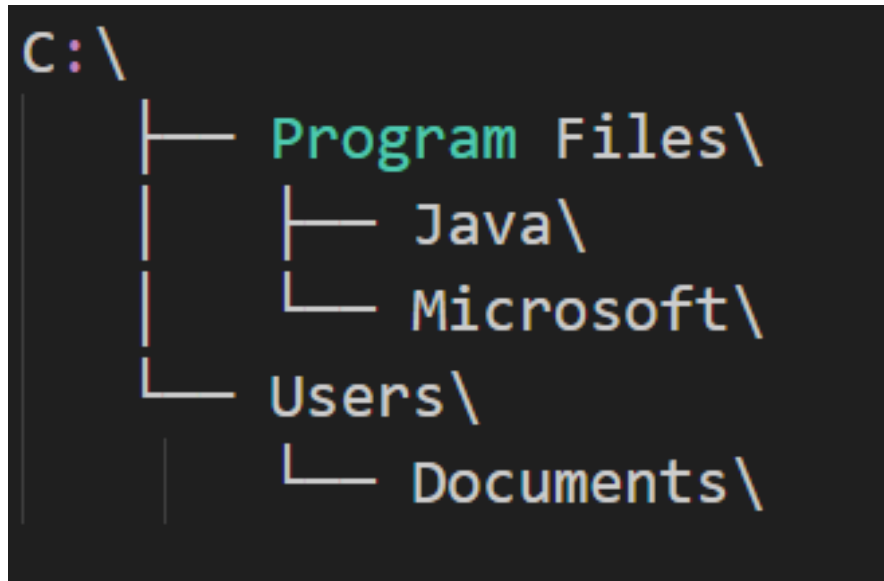 C:\
├── Program Files\
│   ├── Java\
│   └── Microsoft\
└── Users\
    └── Documents\